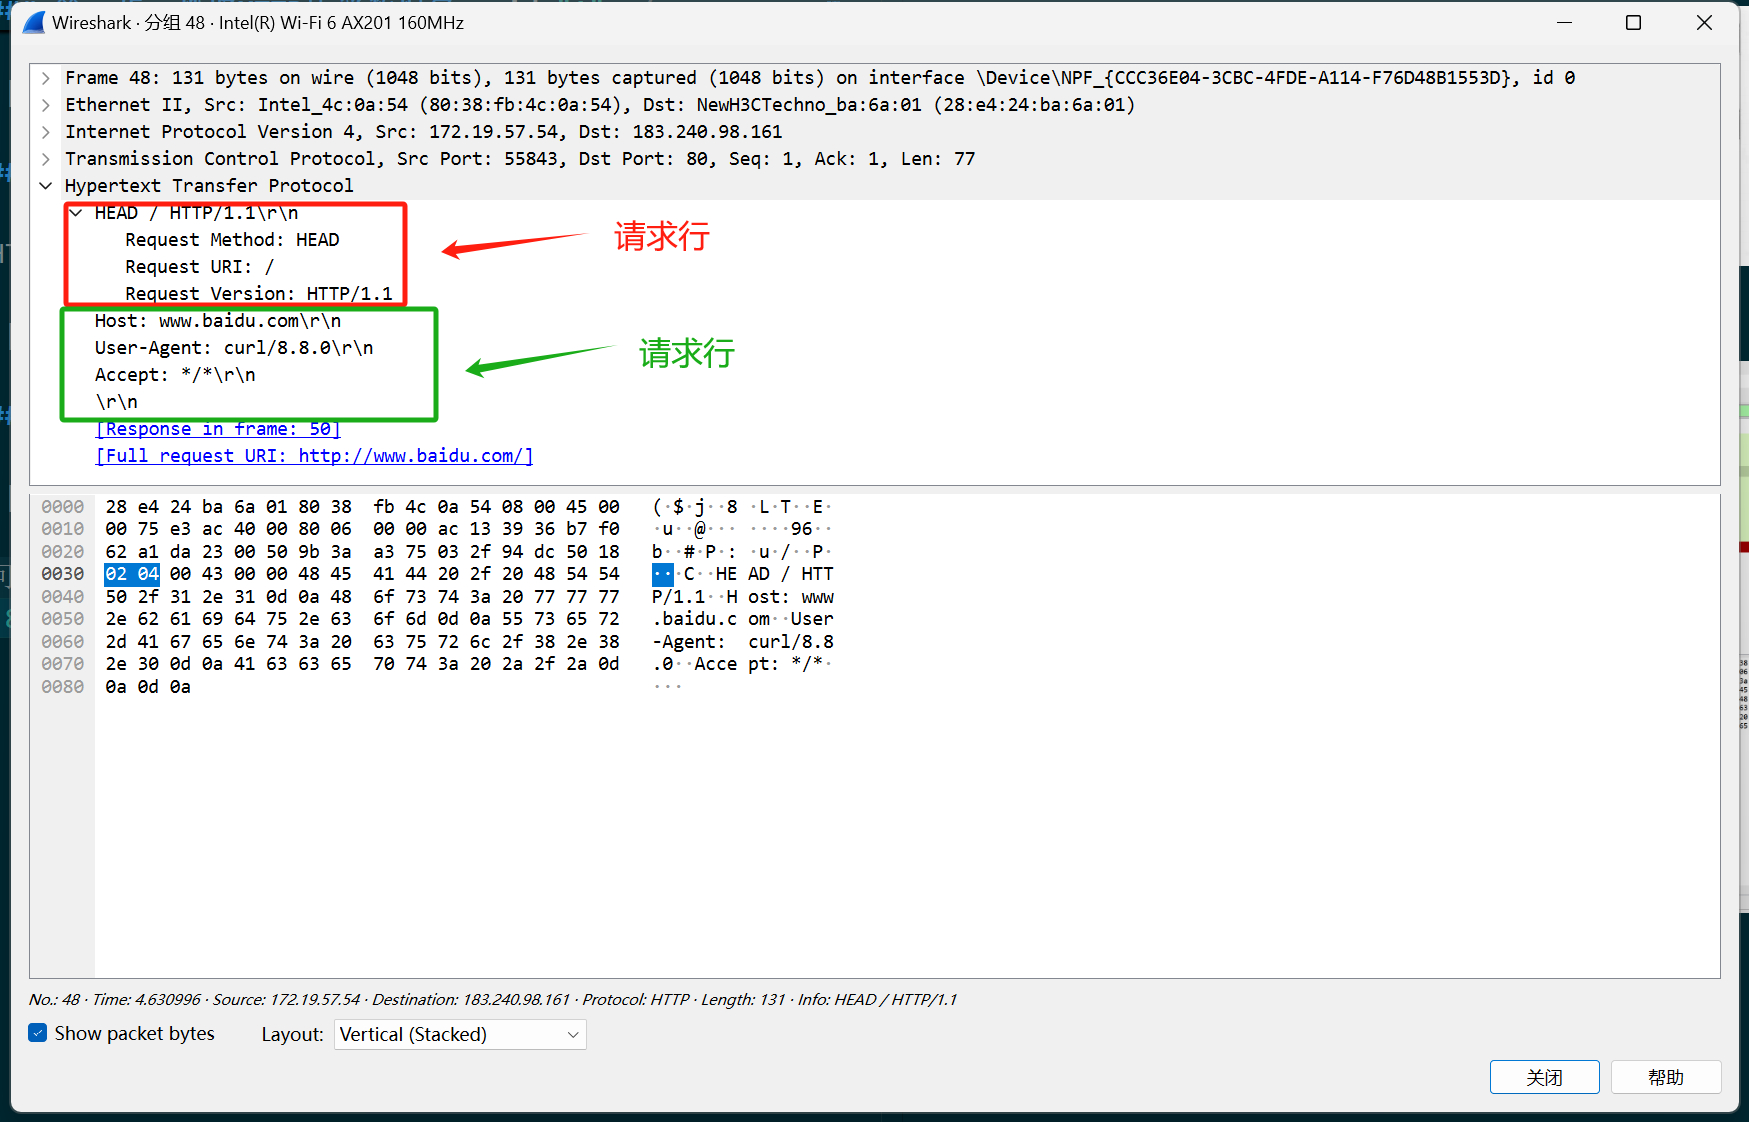 Wireshark · 分组 48 · Intel(R) Wi-Fi 6 AX201 160MHz
Frame 48: 131 bytes on wire (1048 bits), 131 bytes captured (1048 bits) on interface \Device\NPF_{CCC36E04-3CBC-4FDE-A114-F76D48B1553D}, id 0
Ethernet II, Src: Intel_4c:0a:54 (80:38:fb:4c:0a:54), Dst: NewH3CTechno_ba:6a:01 (28:e4:24:ba:6a:01)
Internet Protocol Version 4, Src: 172.19.57.54, Dst: 183.240.98.161
Transmission Control Protocol, Src Port: 55843, Dst Port: 80, Seq: 1, Ack: 1, Len: 77
Hypertext Transfer Protocol
HEAD / HTTP/1.1\r\n
Request Method: HEAD
请求行
Request URI: /
Request Version: HTTP/1.1
Host: www.baidu.com\r\n
User-Agent: curl/8.8.0\r\n
请求行
Accept: */*\r\n
\r\n
[Response in frame: 50]
[Full request URI: http://www.baidu.com/]
0000 28 e4 24 ba 6a 01 80 38 fb 4c 0a 54 08 00 45 00 (·$·j··8 ·L·T··E·
0010 00 75 e3 ac 40 00 80 06 00 00 ac 13 39 36 b7 f0 ·u··@··· ····96··
0020 62 a1 da 23 00 50 9b 3a a3 75 03 2f 94 dc 50 18 b··#·P·: ·u·/··P·
0030 02 04 00 43 00 00 48 45 41 44 20 2f 20 48 54 54 ···C··HE AD / HTT
0040 50 2f 31 2e 31 0d 0a 48 6f 73 74 3a 20 77 77 77 P/1.1··H ost: www
0050 2e 62 61 69 64 75 2e 63 6f 6d 0d 0a 55 73 65 72 .baidu.c om··User
0060 2d 41 67 65 6e 74 3a 20 63 75 72 6c 2f 38 2e 38 -Agent: curl/8.8
0070 2e 30 0d 0a 41 63 63 65 70 74 3a 20 2a 2f 2a 0d .0··Acce pt: */*·
0080 0a 0d 0a ···
No.: 48 · Time: 4.630996 · Source: 172.19.57.54 · Destination: 183.240.98.161 · Protocol: HTTP · Length: 131 · Info: HEAD / HTTP/1.1
Show packet bytes Layout: Vertical (Stacked)
关闭 帮助